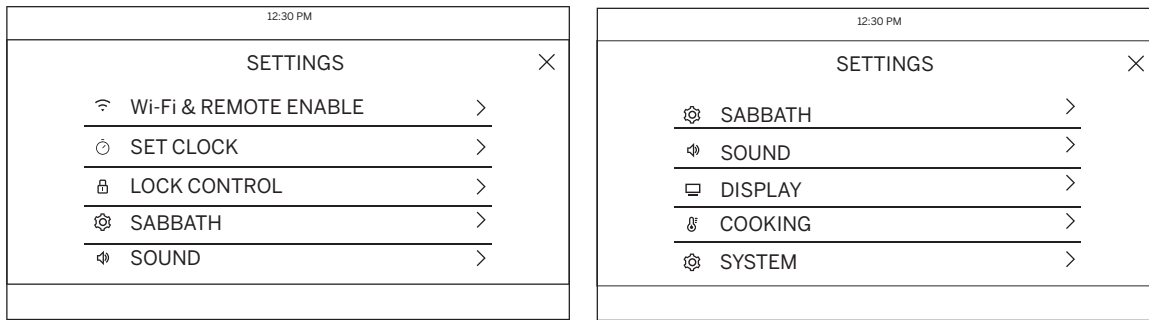 12:30 PM
SETTINGS
Wi-Fi & REMOTE ENABLE
SET CLOCK
LOCK CONTROL
SABBATH
SOUND
12:30 PM
SETTINGS
SABBATH
SOUND
DISPLAY
COOKING
SYSTEM